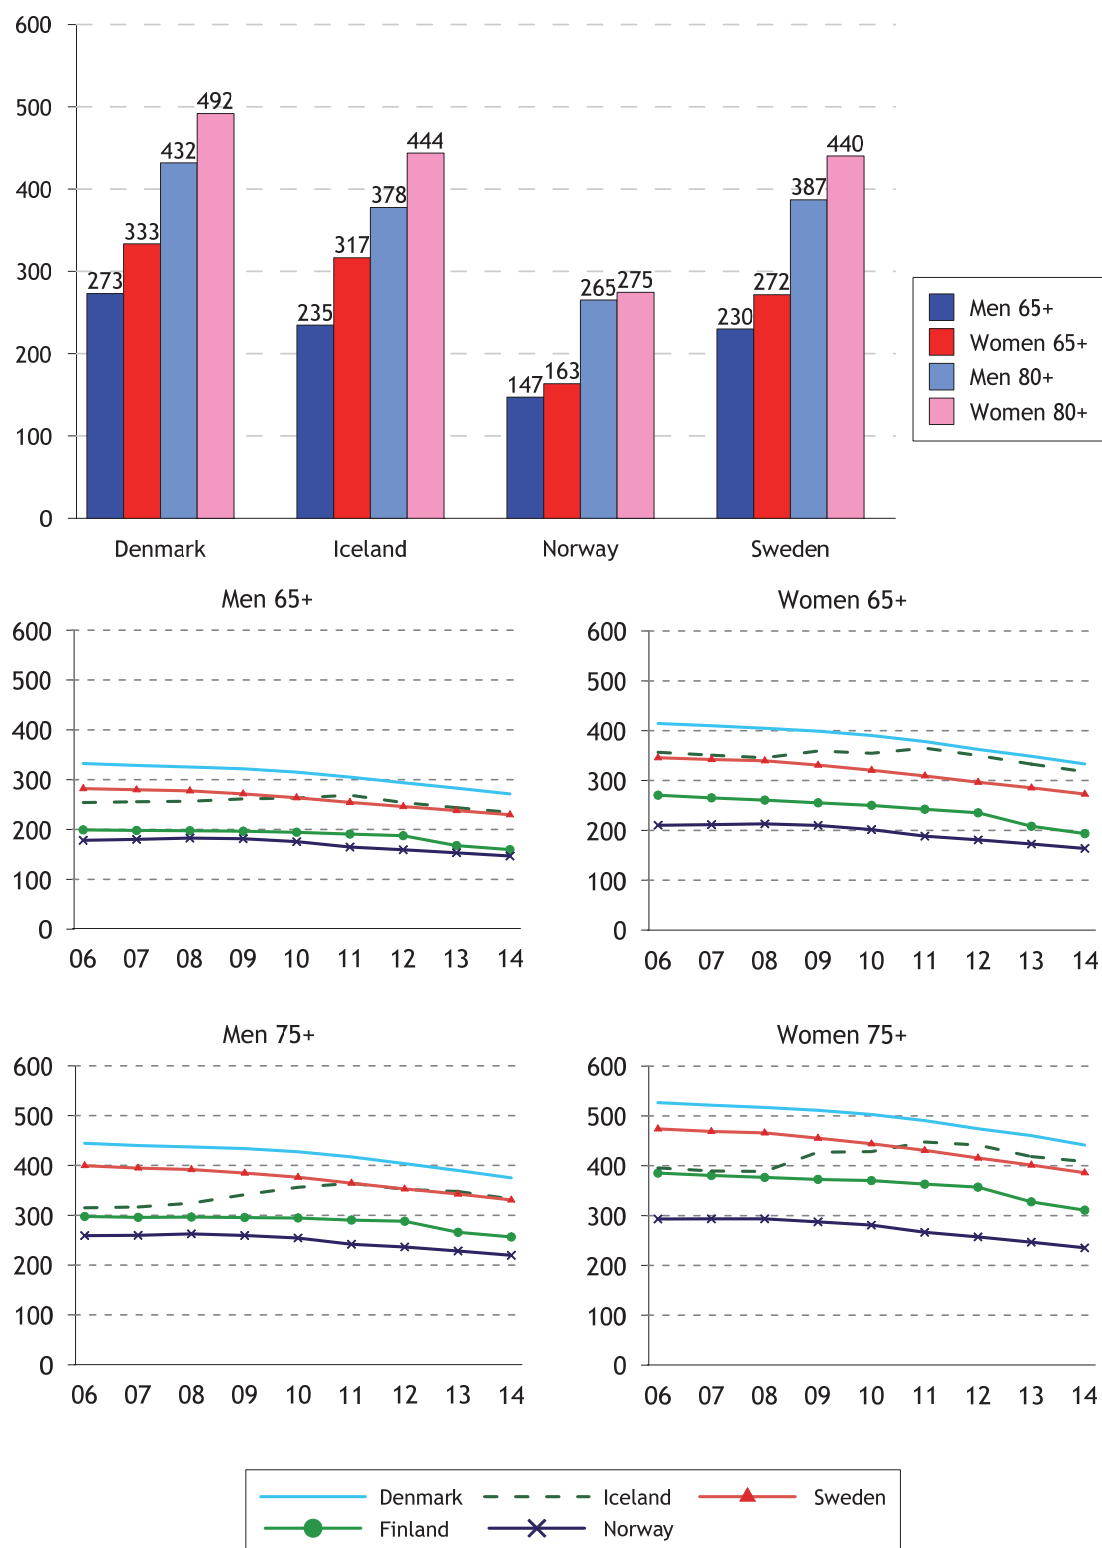 600
500
400
300
200
100
0
273
333
432
492
235
317
378
444
147
163
265
275
230
272
387
440
Denmark
Iceland
Norway
Sweden
Men 65+
Women 65+
Men 80+
Women 80+
Men 65+
600
500
400
300
200
100
0
06 07 08 09 10 11 12 13 14
Women 65+
600
500
400
300
200
100
0
06 07 08 09 10 11 12 13 14
Men 75+
600
500
400
300
200
100
0
06 07 08 09 10 11 12 13 14
Women 75+
600
500
400
300
200
100
0
06 07 08 09 10 11 12 13 14
Denmark Iceland Sweden
Finland Norway